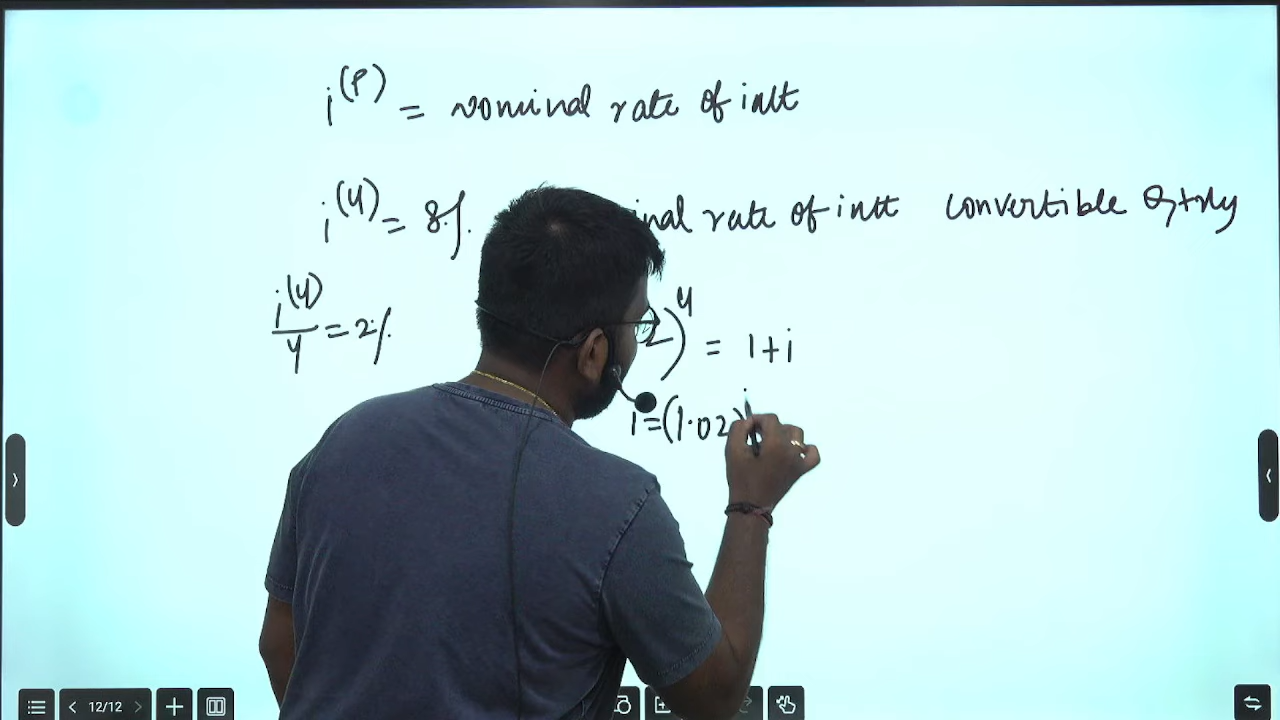 i^(P) = nominal rate of intt
i^(4) = 8% nal rate of intt convertible Qtrly
i^(4)/4 = 2% )^4 = 1+i
i = (1.02)
12/12